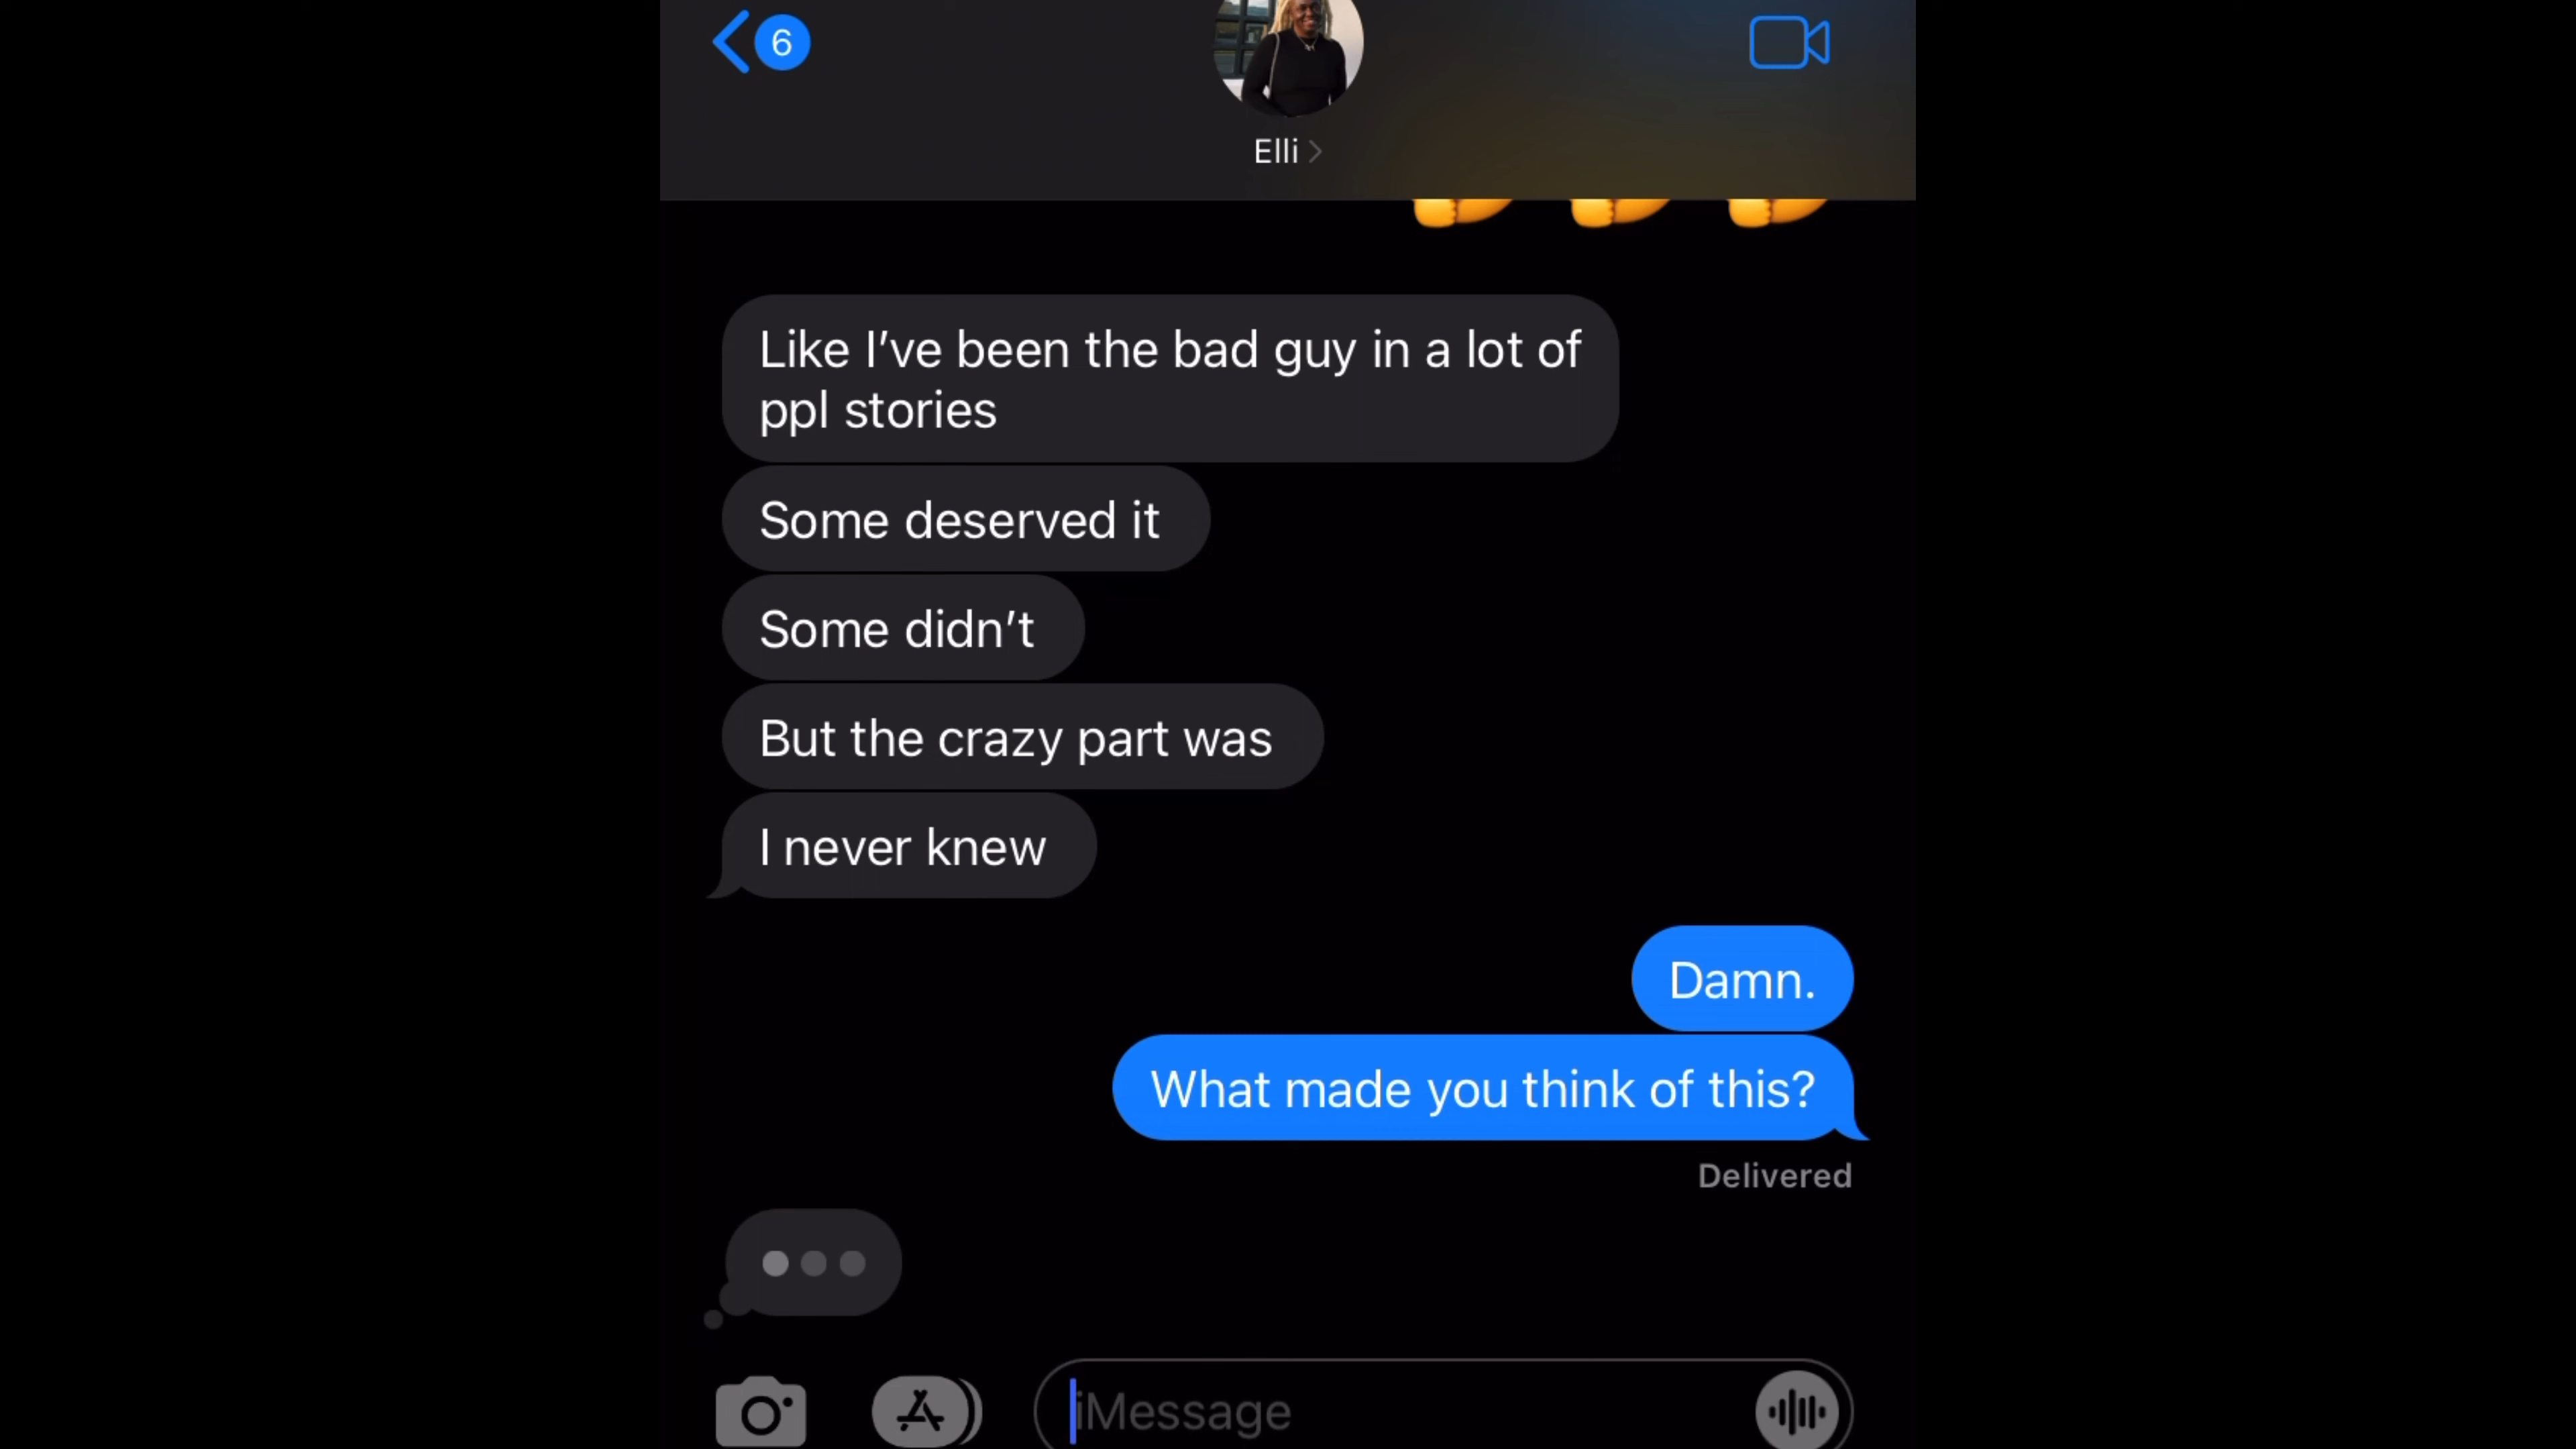 6
Elli
Like I’ve been the bad guy in a lot of
ppl stories
Some deserved it
Some didn’t
But the crazy part was
I never knew
Damn.
What made you think of this?
Delivered
iMessage